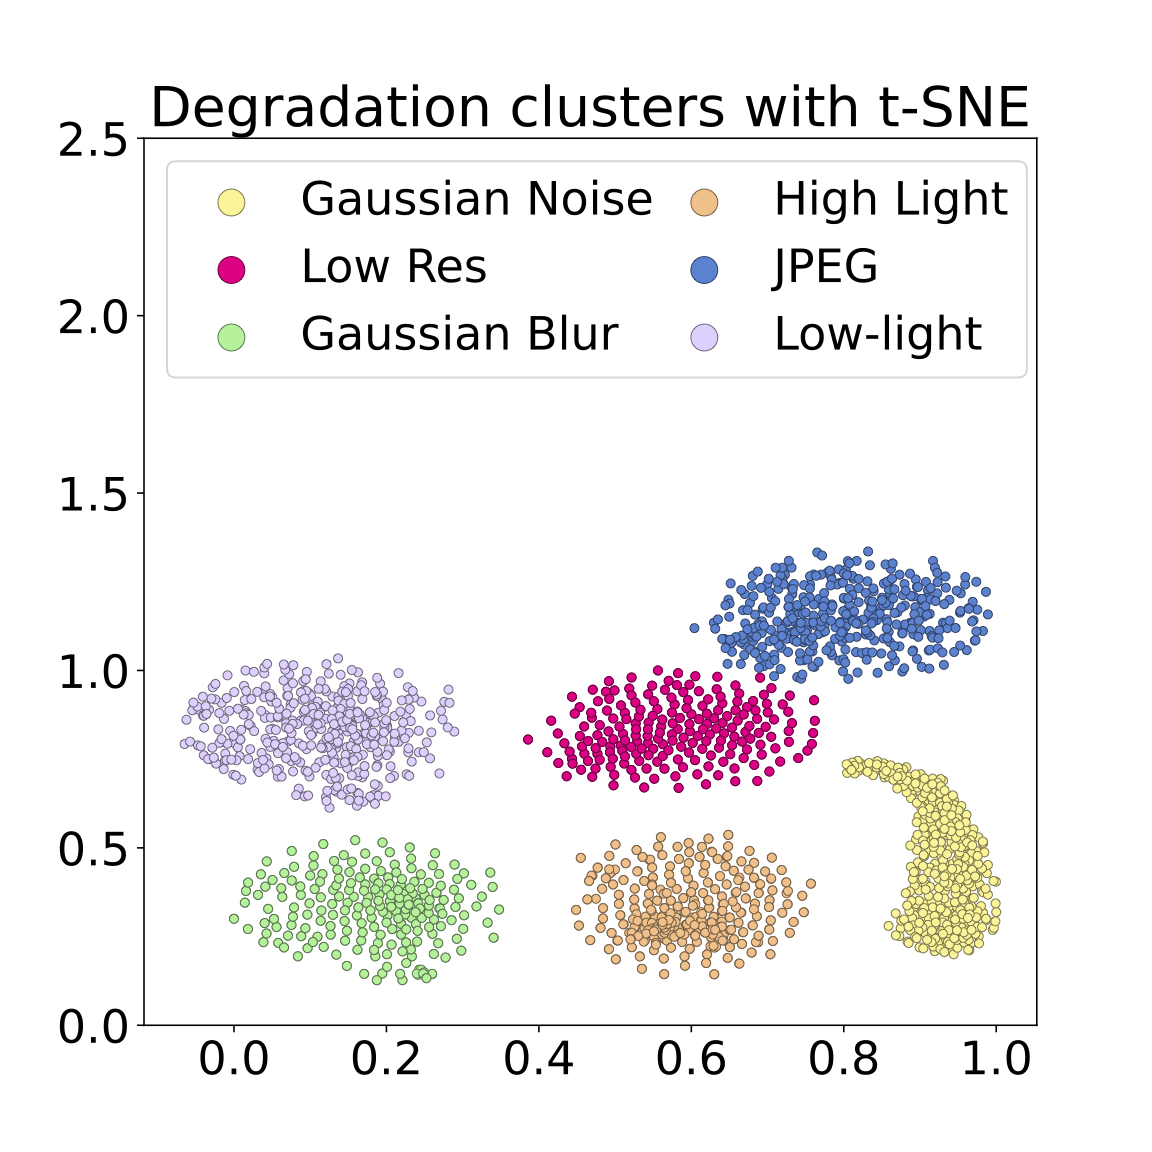 Degradation clusters with t-SNE
2.5
Gaussian Noise
High Light
Low Res
JPEG
Gaussian Blur
Low-light
2.0
1.5
1.0
0.5
0.0
0.0 0.2 0.4 0.6 0.8 1.0